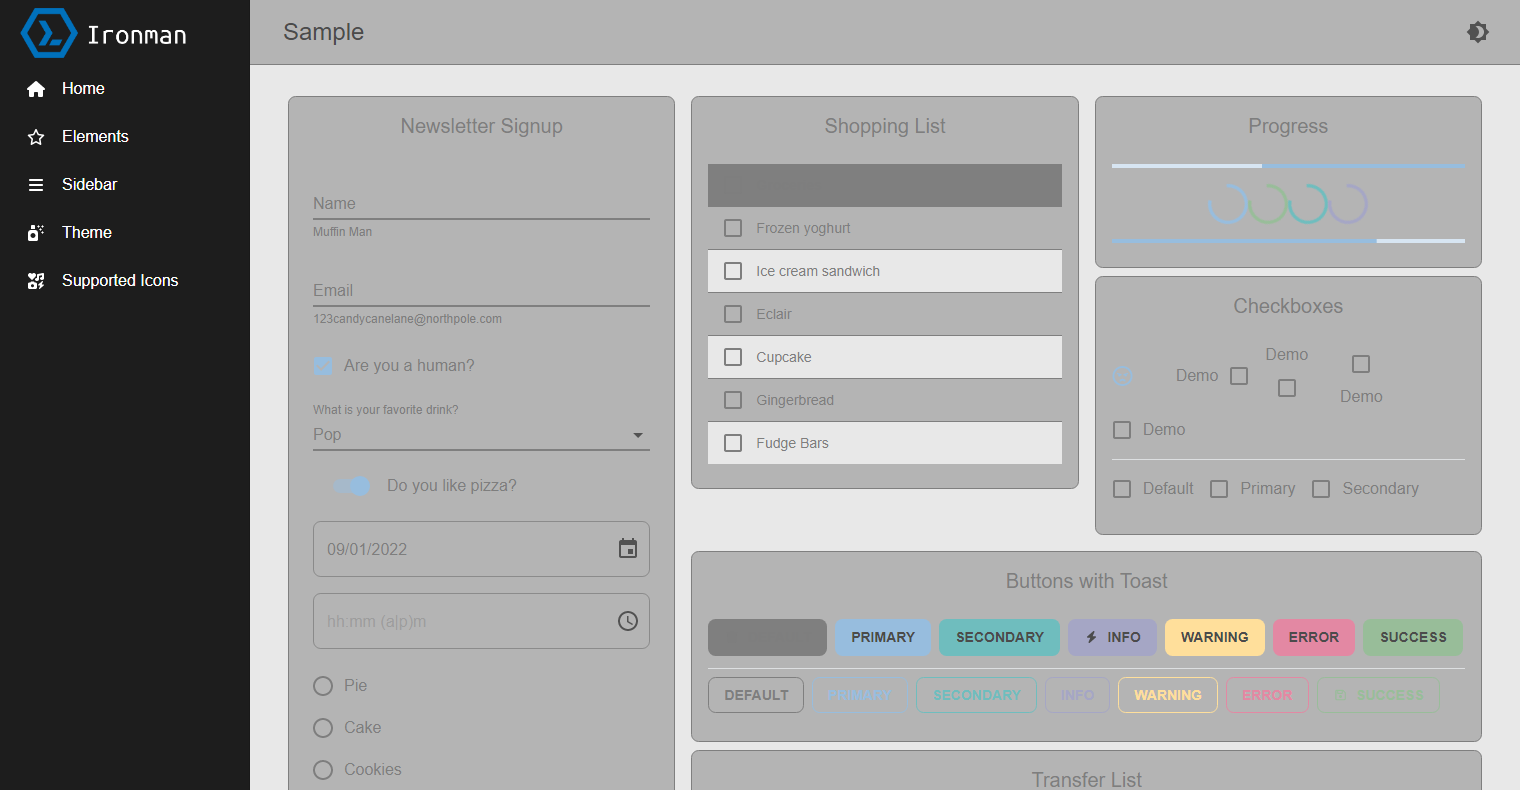 Ironman
Home
Elements
Sidebar
Theme
Supported Icons
Sample
Newsletter Signup
Name
Muffin Man
Email
123candycanelane@northpole.com
Are you a human?
What is your favorite drink?
Pop
Do you like pizza?
09/01/2022
hh:mm (a|p)m
Pie
Cake
Cookies
Shopping List
Frozen yoghurt
Ice cream sandwich
Eclair
Cupcake
Gingerbread
Fudge Bars
Progress
Checkboxes
Demo
Demo
Demo
Demo
Default Primary Secondary
Buttons with Toast
PRIMARY SECONDARY INFO WARNING ERROR SUCCESS
DEFAULT PRIMARY SECONDARY INFO WARNING ERROR SUCCESS
Transfer List